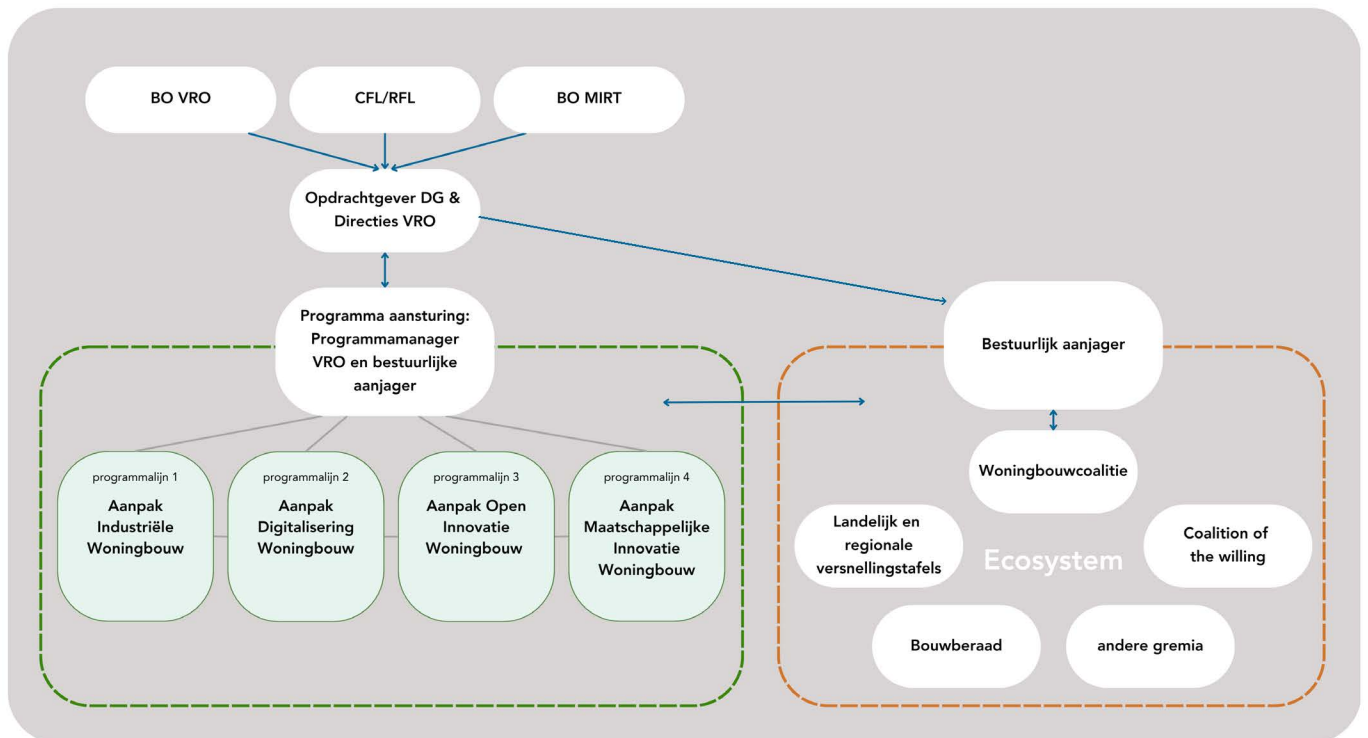 BO VRO
CFL/RFL
BO MIRT
Opdrachtgever DG &
Directies VRO
Programma aansturing:
Programmamanager
VRO en bestuurlijke
aanjager
programmalijn 1
Aanpak
Industriële
Woningbouw
programmalijn 2
Aanpak
Digitalisering
Woningbouw
programmalijn 3
Aanpak Open
Innovatie
Woningbouw
programmalijn 4
Aanpak
Maatschappelijke
Innovatie
Woningbouw
Bestuurlijk aanjager
Woningbouwcoalitie
Landelijk en
regionale
versnellingstafels
Ecosystem
Coalition of
the willing
Bouwberaad
andere gremia